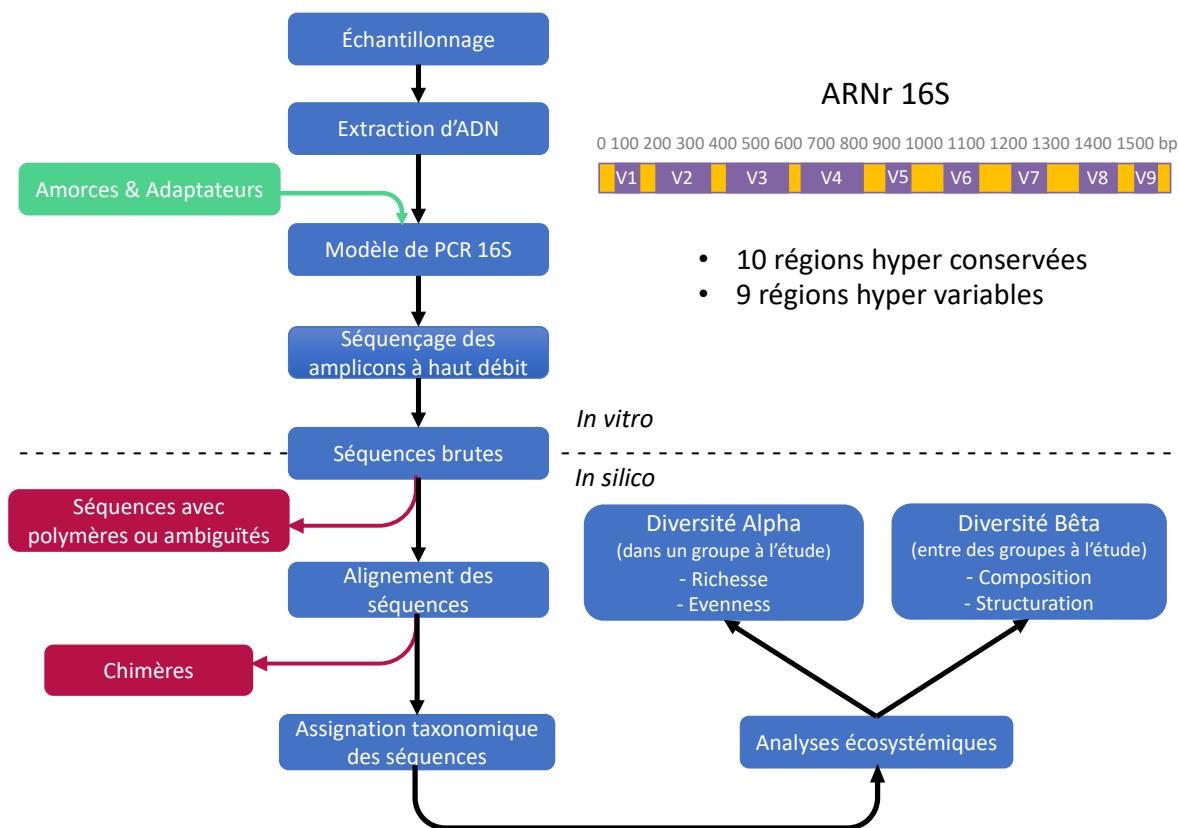 Échantillonnage
Extraction d'ADN
Amorces & Adaptateurs
Modèle de PCR 16S
Séquençage des
amplicons à haut débit
ARNr 16S
0 100 200 300 400 500 600 700 800 900 1000 1100 1200 1300 1400 1500 bp
V1 V2 V3 V4 V5 V6 V7 V8 V9
• 10 régions hyper conservées
• 9 régions hyper variables
In vitro
Séquences brutes
In silico
Séquences avec
polymères ou ambiguïtés
Alignement des
séquences
Chimères
Assignation taxonomique
des séquences
Diversité Alpha
(dans un groupe à l'étude)
- Richesse
- Evenness
Diversité Bêta
(entre des groupes à l'étude)
- Composition
- Structuration
Analyses écosystémiques